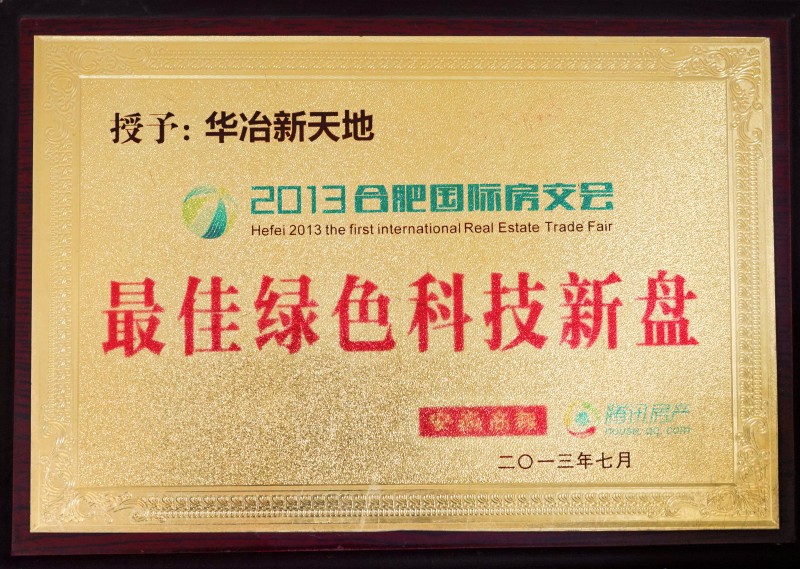 授予：华冶新天地
2013合肥国际房交会
Hefei 2013 the first international Real Estate Trade Fair
最佳绿色科技新盘
腾讯房产
house.qq.com
二〇一三年七月